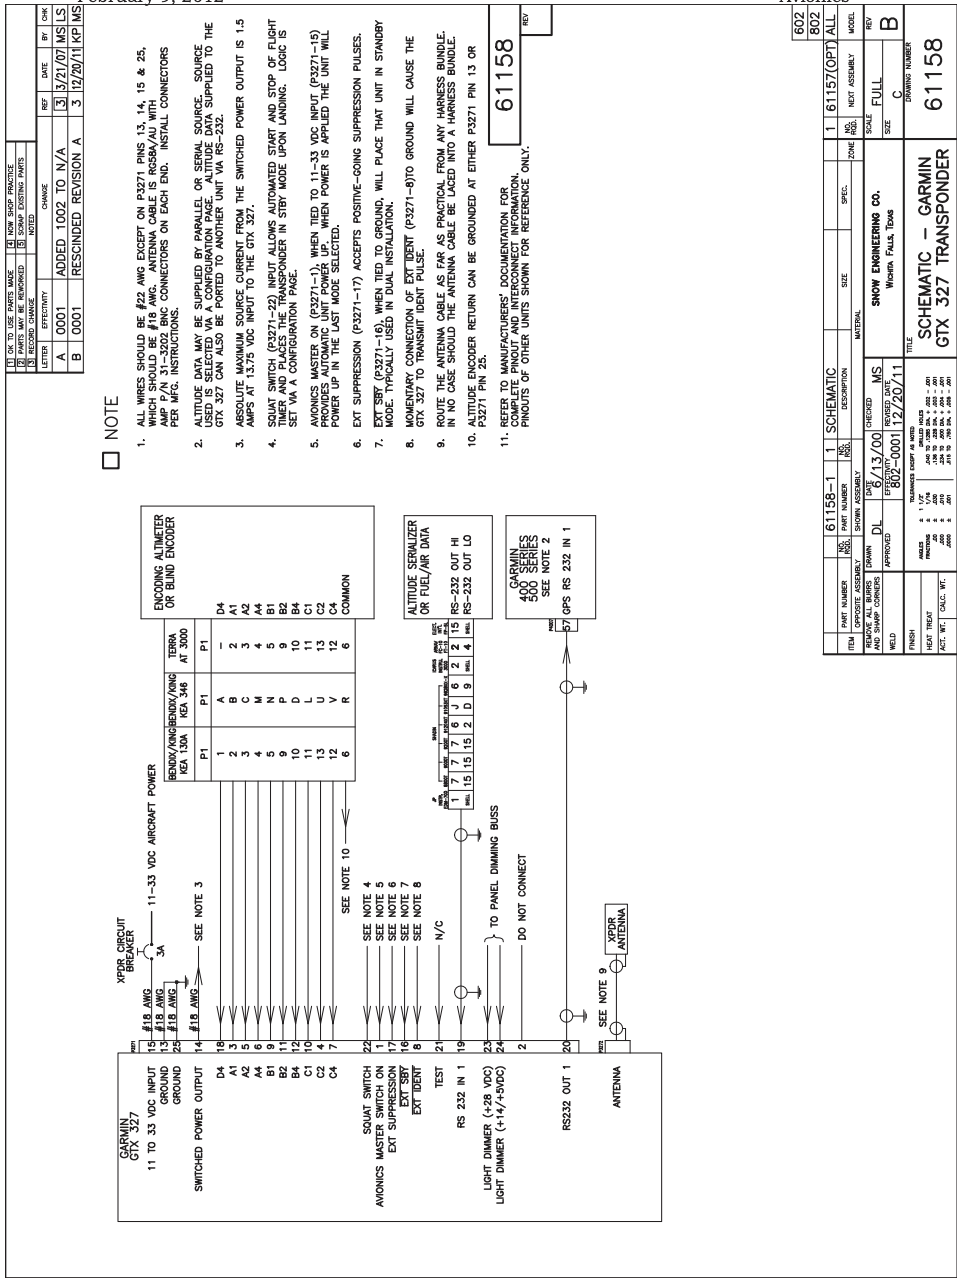 February 9, 2012
Avionics
1 OK TO USE PARTS MADE 4 NOW SHOP PRACTICE
2 PARTS MAY BE REWORKED 5 SCRAP EXISTING PARTS
3 RECORD CHANGE NOTED
LETTER EFFECTIVITY CHANGE REF DATE BY CHK
A 0001 ADDED 1002 TO N/A 3 3/21/07 MS LS
B 0001 RESCINDED REVISION A 3 12/20/11 KP MS
NOTE
1. ALL WIRES SHOULD BE #22 AWG EXCEPT ON P3271 PINS 13, 14, 15 & 25,
WHICH SHOULD BE #18 AWG. ANTENNA CABLE IS RG58A/AU WITH
AMP P/N 31-3202 BNC CONNECTORS ON EACH END. INSTALL CONNECTORS
PER MFG. INSTRUCTIONS.
2. ALTITUDE DATA MAY BE SUPPLIED BY PARALLEL OR SERIAL SOURCE. SOURCE
USED IS SELECTED VIA A CONFIGURATION PAGE. ALTITUDE DATA SUPPLIED TO THE
GTX 327 CAN ALSO BE PORTED TO ANOTHER UNIT VIA RS-232.
3. ABSOLUTE MAXIMUM SOURCE CURRENT FROM THE SWITCHED POWER OUTPUT IS 1.5
AMPS AT 13.75 VDC INPUT TO THE GTX 327.
4. SQUAT SWITCH (P3271-22) INPUT ALLOWS AUTOMATED START AND STOP OF FLIGHT
TIMER AND PLACES THE TRANSPONDER IN STBY MODE UPON LANDING. LOGIC IS
SET VIA A CONFIGURATION PAGE.
5. AVIONICS MASTER ON (P3271-1), WHEN TIED TO 11-33 VDC INPUT (P3271-15)
PROVIDES AUTOMATIC UNIT POWER UP. WHEN POWER IS APPLIED THE UNIT WILL
POWER UP IN THE LAST MODE SELECTED.
6. EXT SUPPRESSION (P3271-17) ACCEPTS POSITIVE-GOING SUPPRESSION PULSES.
7. EXT SBY (P3271-16), WHEN TIED TO GROUND, WILL PLACE THAT UNIT IN STANDBY
MODE. TYPICALLY USED IN DUAL INSTALLATION.
8. MOMENTARY CONNECTION OF EXT IDENT (P3271-8)TO GROUND WILL CAUSE THE
GTX 327 TO TRANSMIT IDENT PULSE.
9. ROUTE THE ANTENNA CABLE AS FAR AS PRACTICAL FROM ANY HARNESS BUNDLE.
IN NO CASE SHOULD THE ANTENNA CABLE BE LACED INTO A HARNESS BUNDLE.
10. ALTITUDE ENCODER RETURN CAN BE GROUNDED AT EITHER P3271 PIN 13 OR
P3271 PIN 25.
11. REFER TO MANUFACTURERS' DOCUMENTATION FOR
COMPLETE PINOUT AND INTERCONNECT INFORMATION.
PINOUTS OF OTHER UNITS SHOWN FOR REFERENCE ONLY.
61158
REV
GARMIN
GTX 327
P3271
11 TO 33 VDC INPUT 15 #18 AWG
GROUND 13 #18 AWG
GROUND 25 #18 AWG
XPDR CIRCUIT
BREAKER
3A
11-33 VDC AIRCRAFT POWER
SWITCHED POWER OUTPUT 14 #18 AWG SEE NOTE 3
BENDIX/KING KEA 130A BENDIX/KING KEA 346 TERRA AT 3000
ENCODING ALTIMETER
OR BLIND ENCODER
P1 P1 P1
D4 18 1 A - D4
A1 3 2 B 2 A1
A2 5 3 C 3 A2
A4 6 4 M 4 A4
B1 9 5 N 5 B1
B2 11 9 P 9 B2
B4 12 10 D 10 B4
C1 10 11 L 11 C1
C2 4 13 U 13 C2
C4 7 12 V 12 C4
SEE NOTE 10 6 R 6 COMMON
SQUAT SWITCH 22 SEE NOTE 4
AVIONICS MASTER SWITCH ON 1 SEE NOTE 5
EXT SUPPRESSION 17 SEE NOTE 6
EXT SBY 16 SEE NOTE 7
EXT IDENT 8 SEE NOTE 8
TEST 21 N/C
RS 232 IN 1 19
ALTITUDE SERIALIZER
OR FUEL/AIR DATA
1 7 7 7 6 J 6 2 2 15 RS-232 OUT HI
SHELL 15 15 15 2 D 9 SHELL 4 SHELL RS-232 OUT LO
LIGHT DIMMER (+28 VDC) 23
LIGHT DIMMER (+14/+5VDC) 24
TO PANEL DIMMING BUSS
2 DO NOT CONNECT
RS232 OUT 1 20
GARMIN
400 SERIES
500 SERIES
SEE NOTE 2
57 GPS RS 232 IN 1
ANTENNA
SEE NOTE 9
XPDR
ANTENNA
602
802
1 61158-1 1 SCHEMATIC 1 61157(OPT) ALL
ITEM PART NUMBER NO. RQD. PART NUMBER NO. RQD. DESCRIPTION SIZE SPEC. ZONE NO. RQD. NEXT ASSEMBLY MODEL
OPPOSITE ASSEMBLY SHOWN ASSEMBLY MATERIAL
REMOVE ALL BURRS
AND SHARP CORNERS
DRAWN DL DATE 6/13/00 CHECKED MS
WELD
APPROVED EFFECTIVITY 802-0001 REVISED DATE 12/20/11
SNOW ENGINEERING CO.
WICHITA FALLS, TEXAS
SCALE FULL
SIZE C
REV B
FINISH
HEAT TREAT
ACT. WT. CALC. WT.
TOLERANCES EXCEPT AS NOTED
TITLE
SCHEMATIC - GARMIN
GTX 327 TRANSPONDER
DRAWING NUMBER
61158